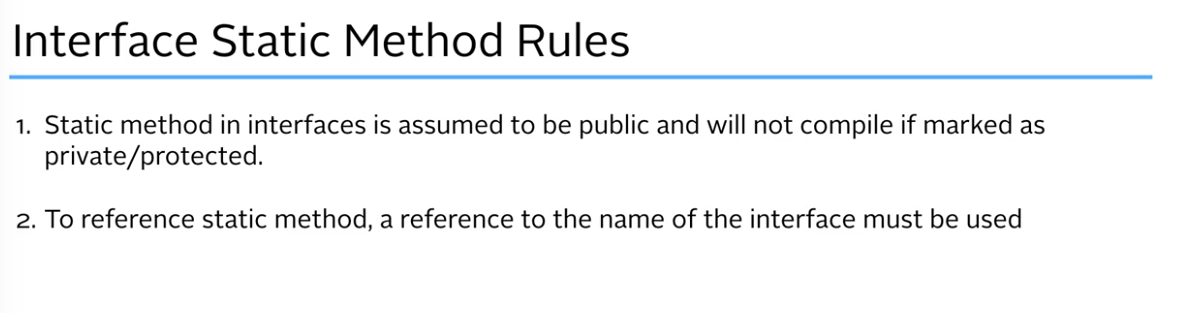 Interface Static Method Rules
1. Static method in interfaces is assumed to be public and will not compile if marked as
private/protected.
2. To reference static method, a reference to the name of the interface must be used